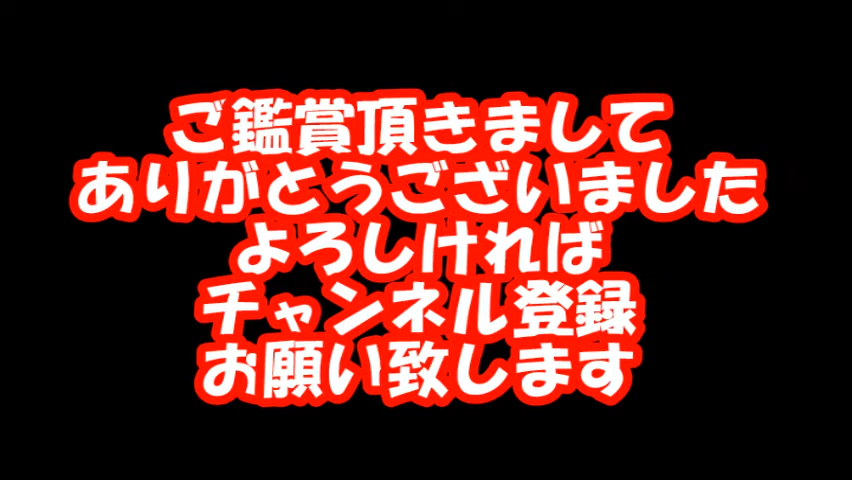 ご鑑賞頂きまして
ありがとうございました
よろしければ
チャンネル登録
お願い致します